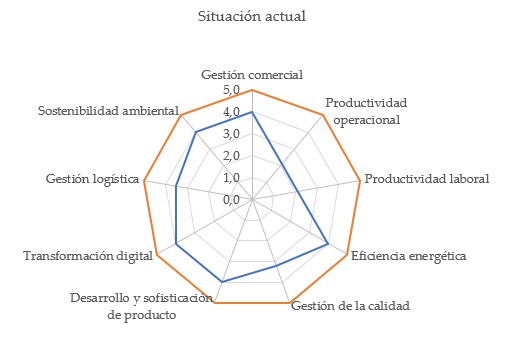 Situación actual
Gestión comercial
5,0
4,0
3,0
2,0
1,0
0,0
Productividad
operacional
Productividad laboral
Eficiencia energética
Gestión de la calidad
Desarrollo y sofisticación
de producto
Transformación digital
Gestión logística
Sostenibilidad ambiental